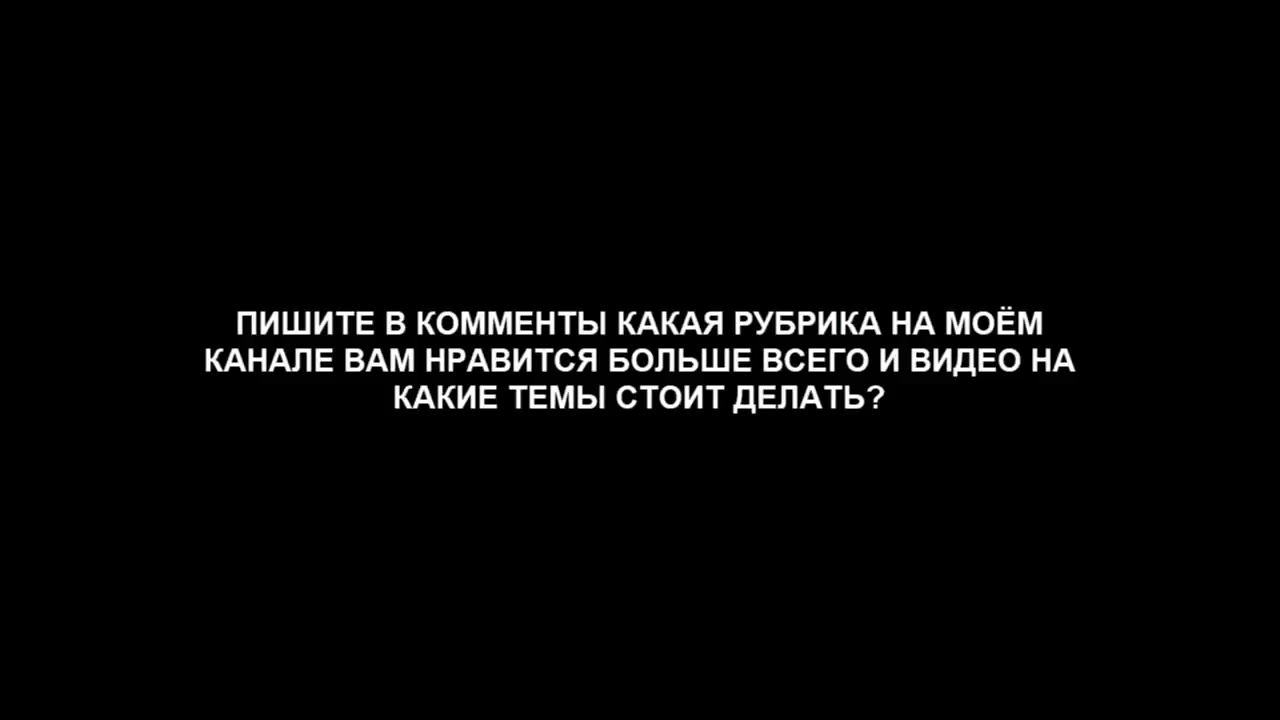 ПИШИТЕ В КОММЕНТЫ КАКАЯ РУБРИКА НА МОЁМ
КАНАЛЕ ВАМ НРАВИТСЯ БОЛЬШЕ ВСЕГО И ВИДЕО НА
КАКИЕ ТЕМЫ СТОИТ ДЕЛАТЬ?